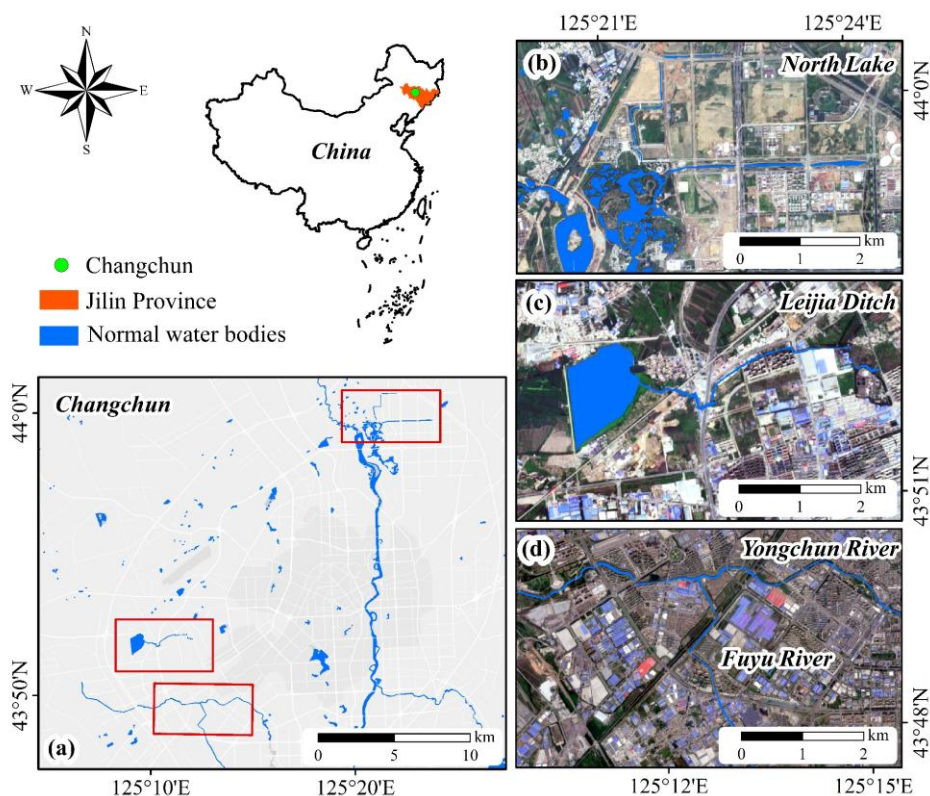 N
W
E
S
China
Changchun
Jilin Province
Normal water bodies
Changchun
44°0'N
43°50'N
(a)
km
0
5
10
125°10'E
125°20'E
125°21'E
125°24'E
(b)
North Lake
44°0'N
km
0
1
2
(c)
Leijia Ditch
km
0
1
2
43°51'N
(d)
Yongchun River
Fuyu River
km
0
1
2
43°48'N
125°12'E
125°15'E